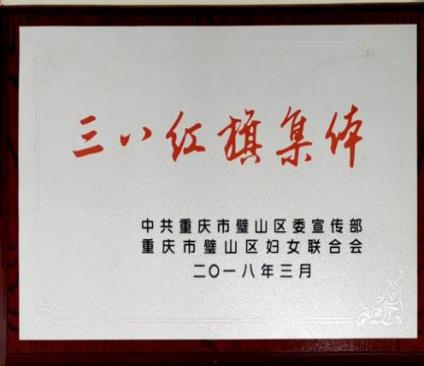 三八红旗集体
中共重庆市璧山区委宣传部
重庆市璧山区妇女联合会
二〇一八年三月